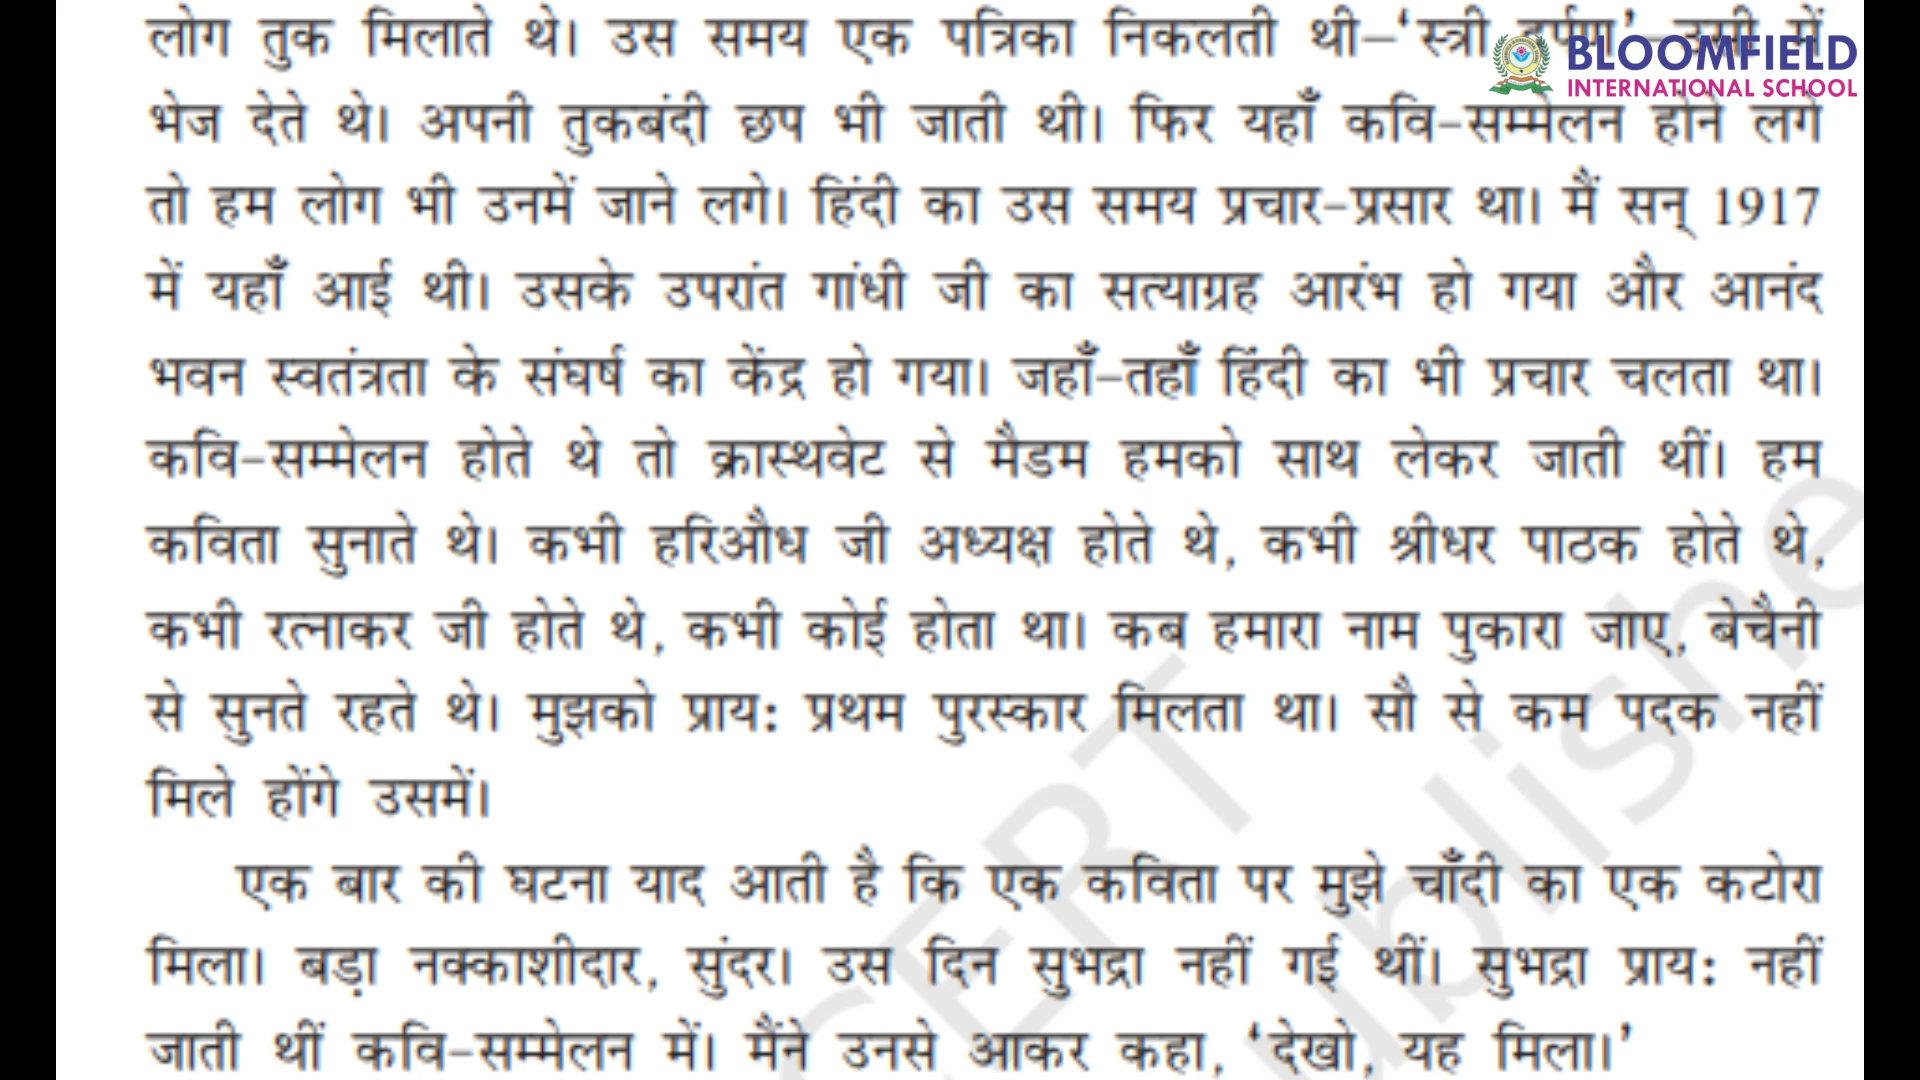 लोग तुक मिलाते थे। उस समय एक पत्रिका निकलती थी–‘स्त्री दर्पण’–उसी में
BLOOMFIELD
INTERNATIONAL SCHOOL
भेज देते थे। अपनी तुकबंदी छप भी जाती थी। फिर यहाँ कवि-सम्मेलन होने लगे
तो हम लोग भी उनमें जाने लगे। हिंदी का उस समय प्रचार-प्रसार था। मैं सन् 1917
में यहाँ आई थी। उसके उपरांत गांधी जी का सत्याग्रह आरंभ हो गया और आनंद
भवन स्वतंत्रता के संघर्ष का केंद्र हो गया। जहाँ-तहाँ हिंदी का भी प्रचार चलता था।
कवि-सम्मेलन होते थे तो क्रास्थवेट से मैडम हमको साथ लेकर जाती थीं। हम
कविता सुनाते थे। कभी हरिऔध जी अध्यक्ष होते थे, कभी श्रीधर पाठक होते थे,
कभी रत्नाकर जी होते थे, कभी कोई होता था। कब हमारा नाम पुकारा जाए, बेचैनी
से सुनते रहते थे। मुझको प्राय: प्रथम पुरस्कार मिलता था। सौ से कम पदक नहीं
मिले होंगे उसमें।
एक बार की घटना याद आती है कि एक कविता पर मुझे चाँदी का एक कटोरा
मिला। बड़ा नक्काशीदार, सुंदर। उस दिन सुभद्रा नहीं गई थीं। सुभद्रा प्राय: नहीं
जाती थीं कवि-सम्मेलन में। मैंने उनसे आकर कहा, ‘देखो, यह मिला।’